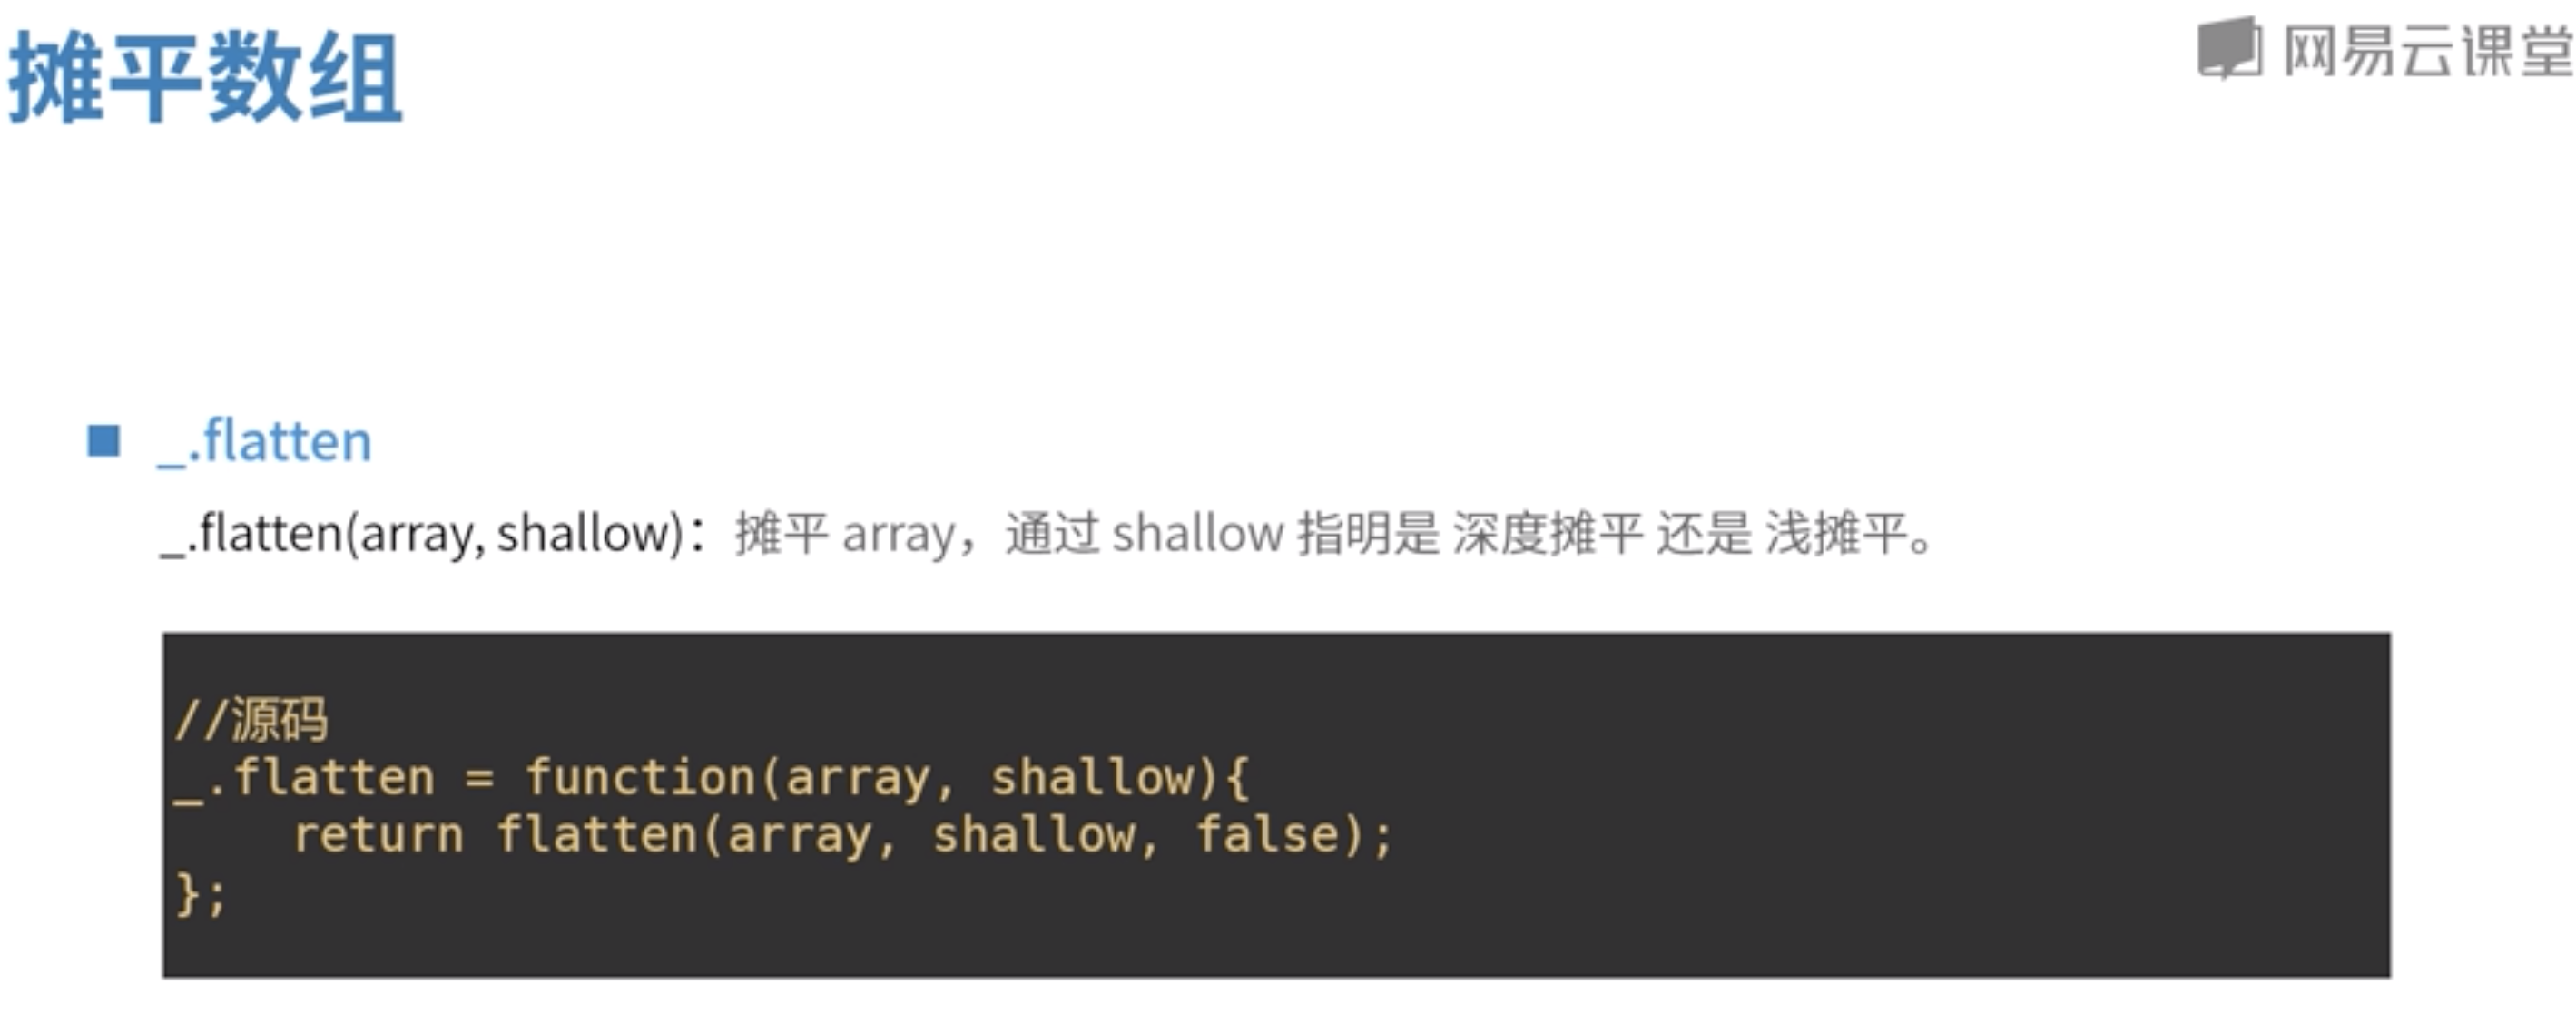 摊平数组
网易云课堂
_.flatten
_.flatten(array, shallow)：摊平 array，通过 shallow 指明是 深度摊平 还是 浅摊平。
//源码
_.flatten = function(array, shallow){
    return flatten(array, shallow, false);
};